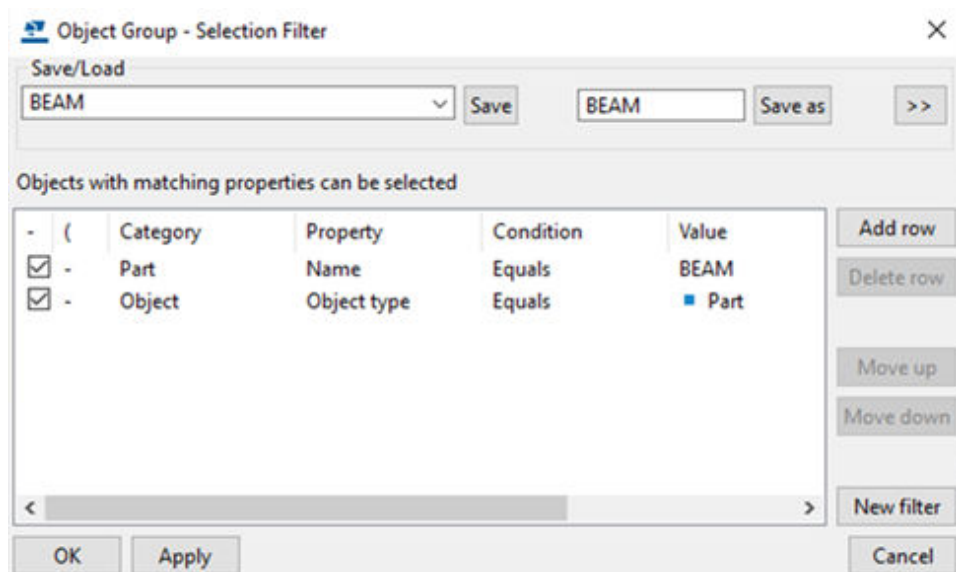 Object Group - Selection Filter
Save/Load
BEAM Save BEAM Save as >>
Objects with matching properties can be selected
- ( Category Property Condition Value Add row
- Part Name Equals BEAM
- Object Object type Equals Part
Delete row
Move up
Move down
New filter
OK Apply Cancel